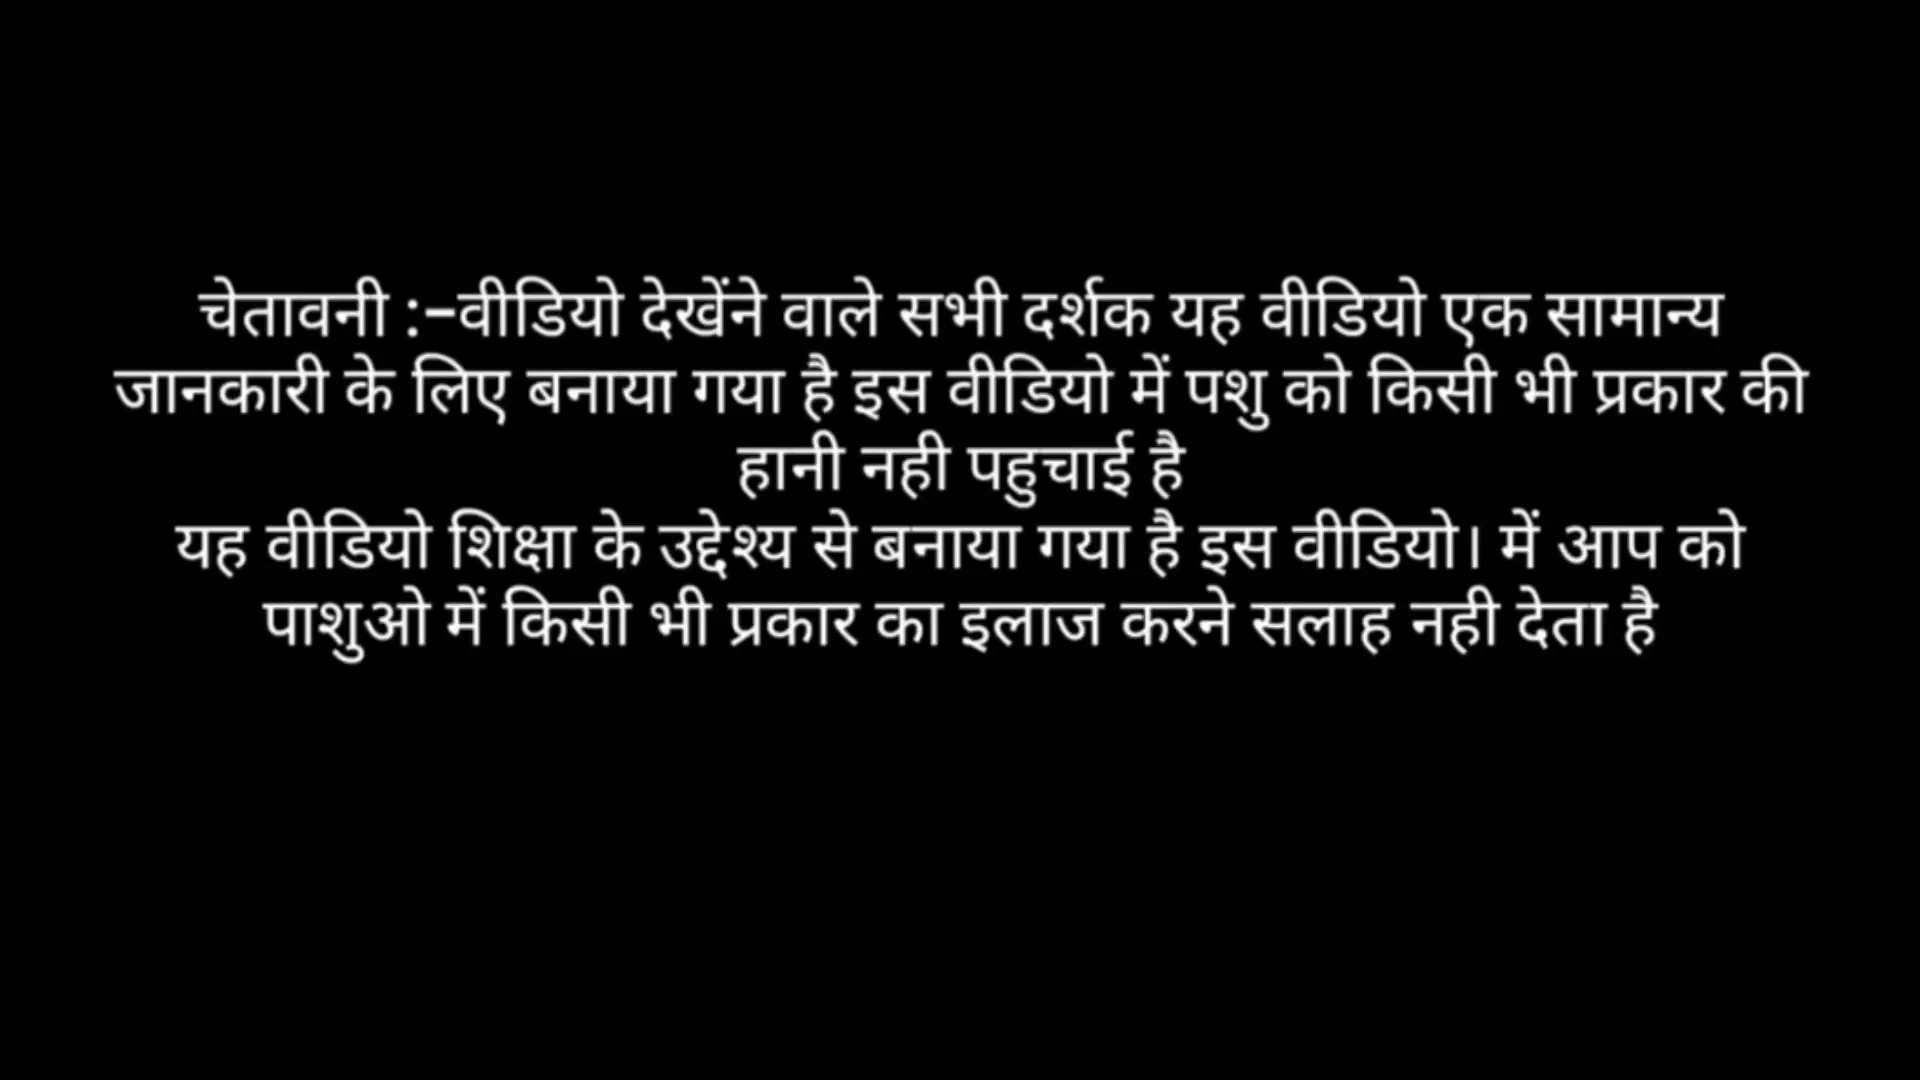 चेतावनी :-वीडियो देखेंने वाले सभी दर्शक यह वीडियो एक सामान्य
जानकारी के लिए बनाया गया है इस वीडियो में पशु को किसी भी प्रकार की
हानी नही पहुचाई है
यह वीडियो शिक्षा के उद्देश्य से बनाया गया है इस वीडियो। में आप को
पाशुओ में किसी भी प्रकार का इलाज करने सलाह नही देता है